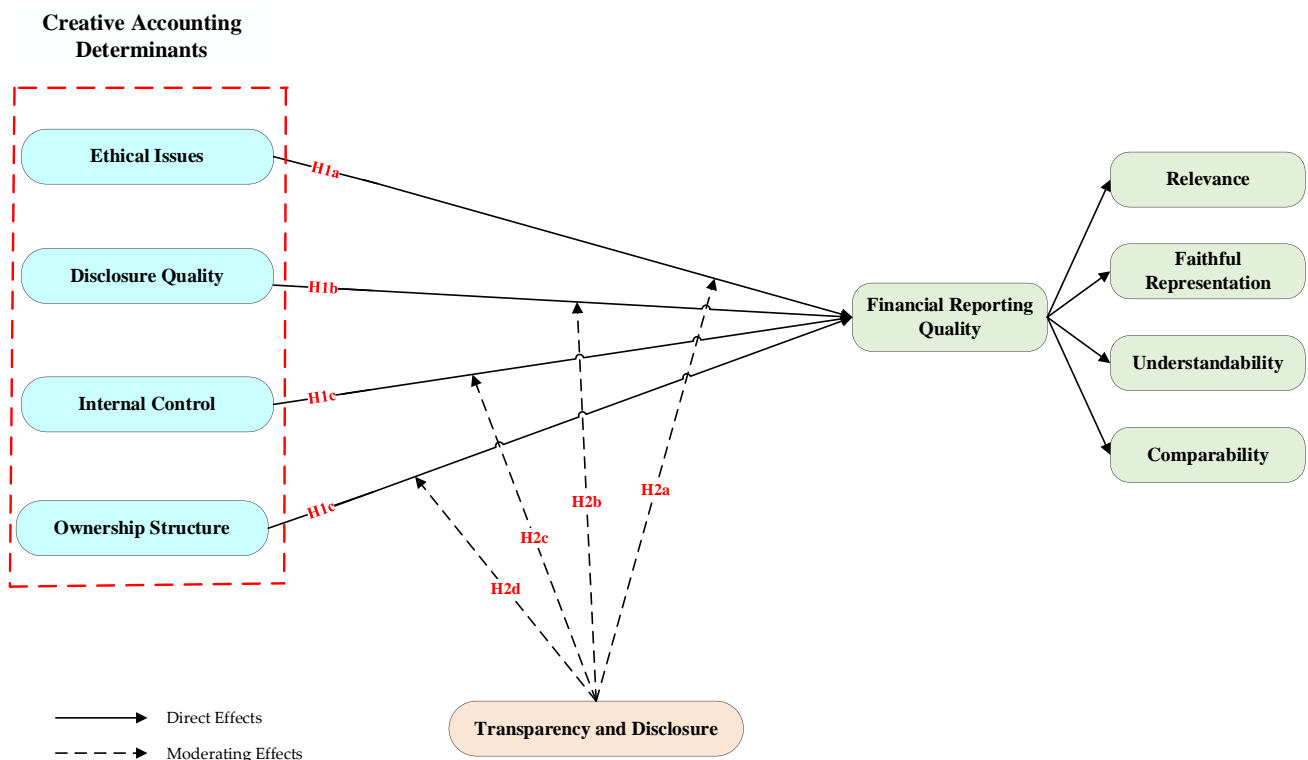 Creative Accounting
Determinants
Ethical Issues
H1a
Disclosure Quality
H1b
Internal Control
H1c
Ownership Structure
H1c
Financial Reporting
Quality
Relevance
Faithful
Representation
Understandability
Comparability
H2a
H2b
H2c
H2d
Transparency and Disclosure
Direct Effects
Moderating Effects